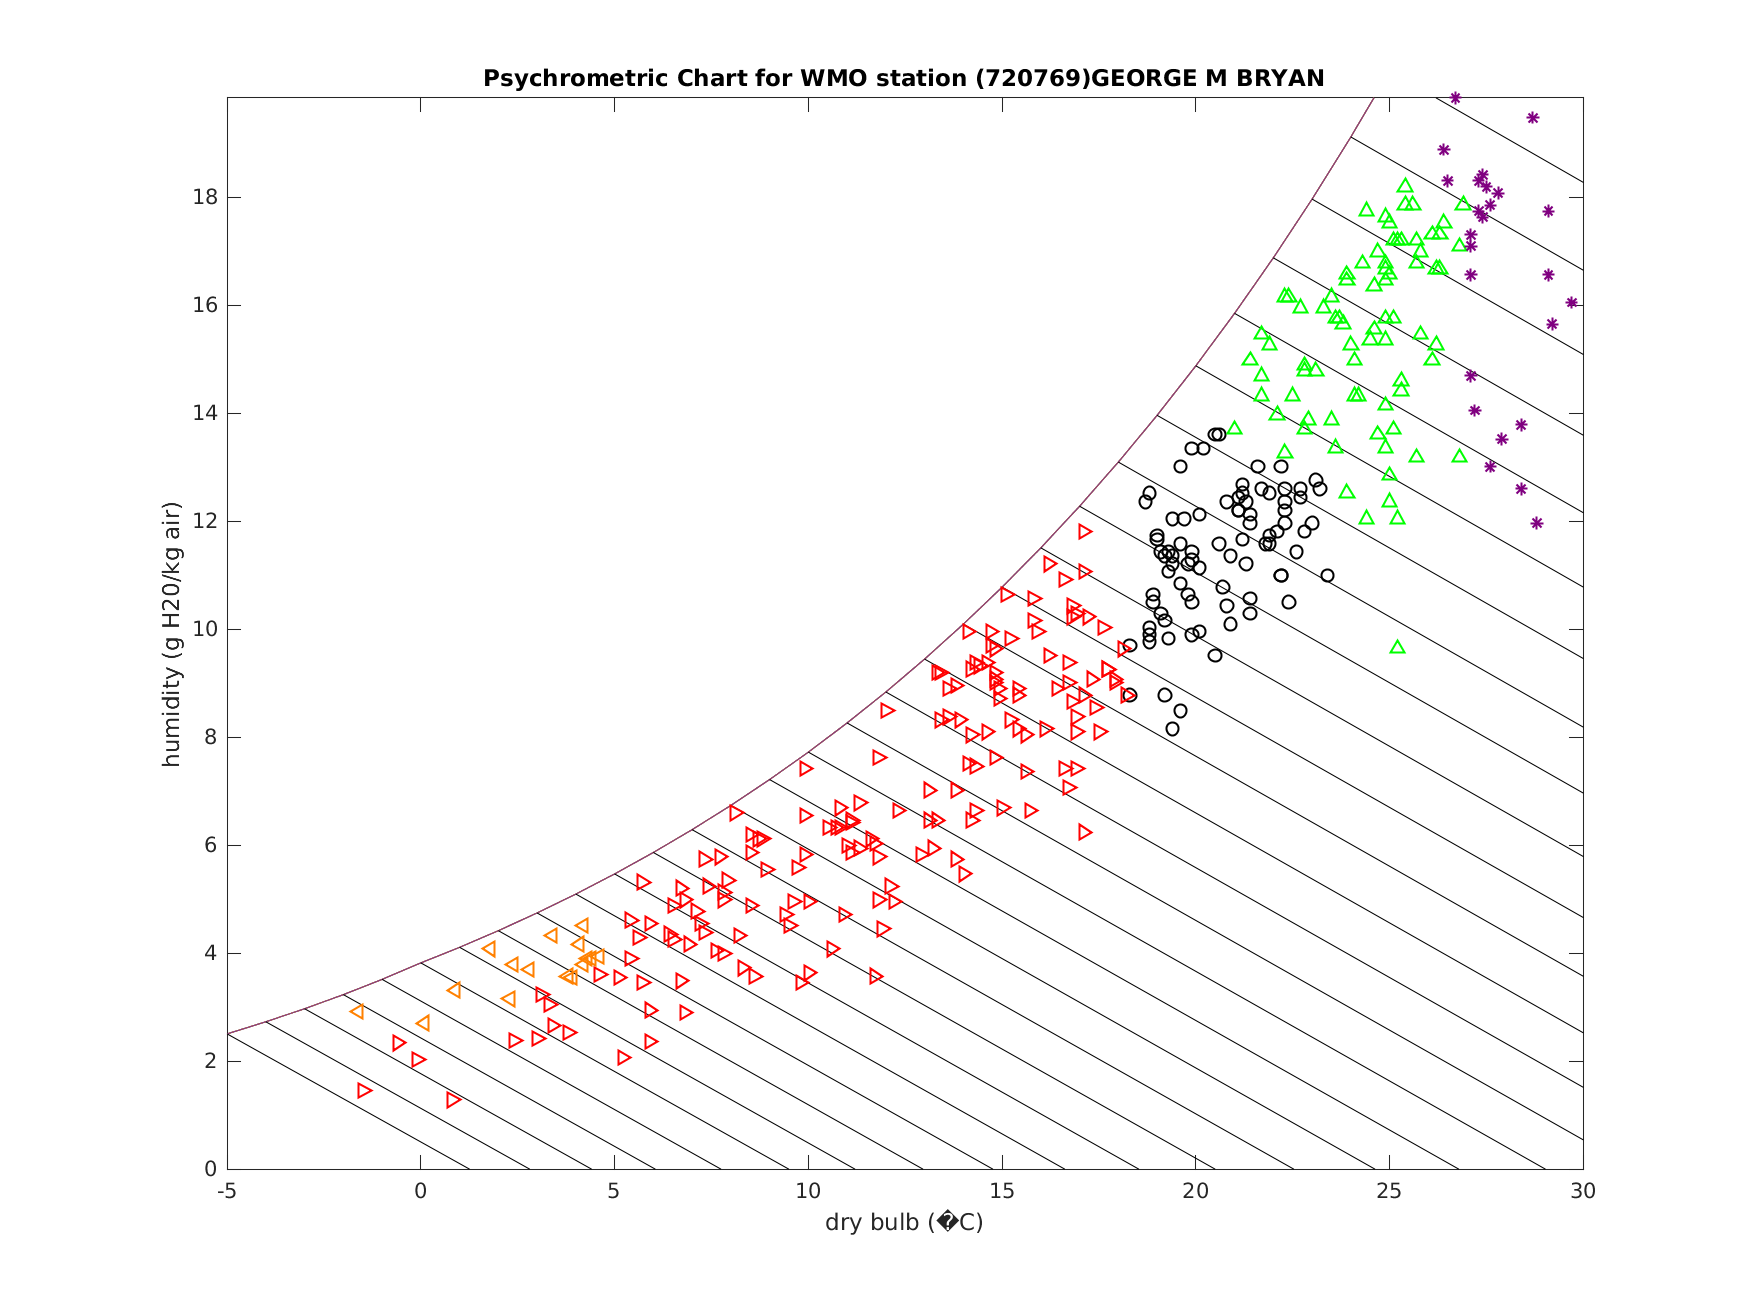 Psychrometric Chart for WMO station (720769)GEORGE M BRYAN
humidity (g H20/kg air)
18
16
14
12
10
8
6
4
2
0
-5 0 5 10 15 20 25 30
dry bulb (�C)